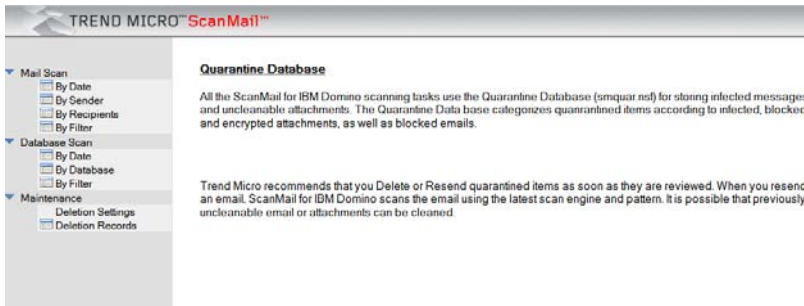 TREND MICRO™ ScanMail™
Mail Scan
By Date
By Sender
By Recipients
By Filter
Database Scan
By Date
By Database
By Filter
Maintenance
Deletion Settings
Deletion Records
Quarantine Database
All the ScanMail for IBM Domino scanning tasks use the Quarantine Database (smquar.nsf) for storing infected messages
and uncleanable attachments. The Quarantine Data base categorizes quanrantined items according to infected, blocked
and encrypted attachments, as well as blocked emails.
Trend Micro recommends that you Delete or Resend quarantined items as soon as they are reviewed. When you resend
an email. ScanMail for IBM Domino scans the email using the latest scan engine and pattern. It is possible that previously
uncleanable email or attachments can be cleaned.